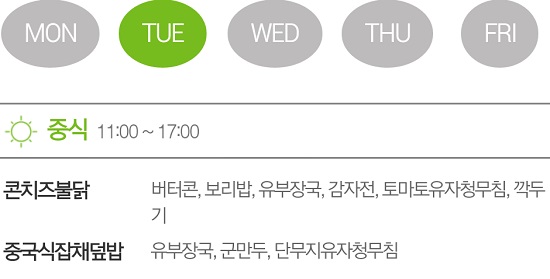 MON TUE WED THU FRI
중식 11:00 ~ 17:00
콘치즈불닭 버터콘, 보리밥, 유부장국, 감자전, 토마토유자청무침, 깍두
기
중국식잡채덮밥 유부장국, 군만두, 단무지유자청무침